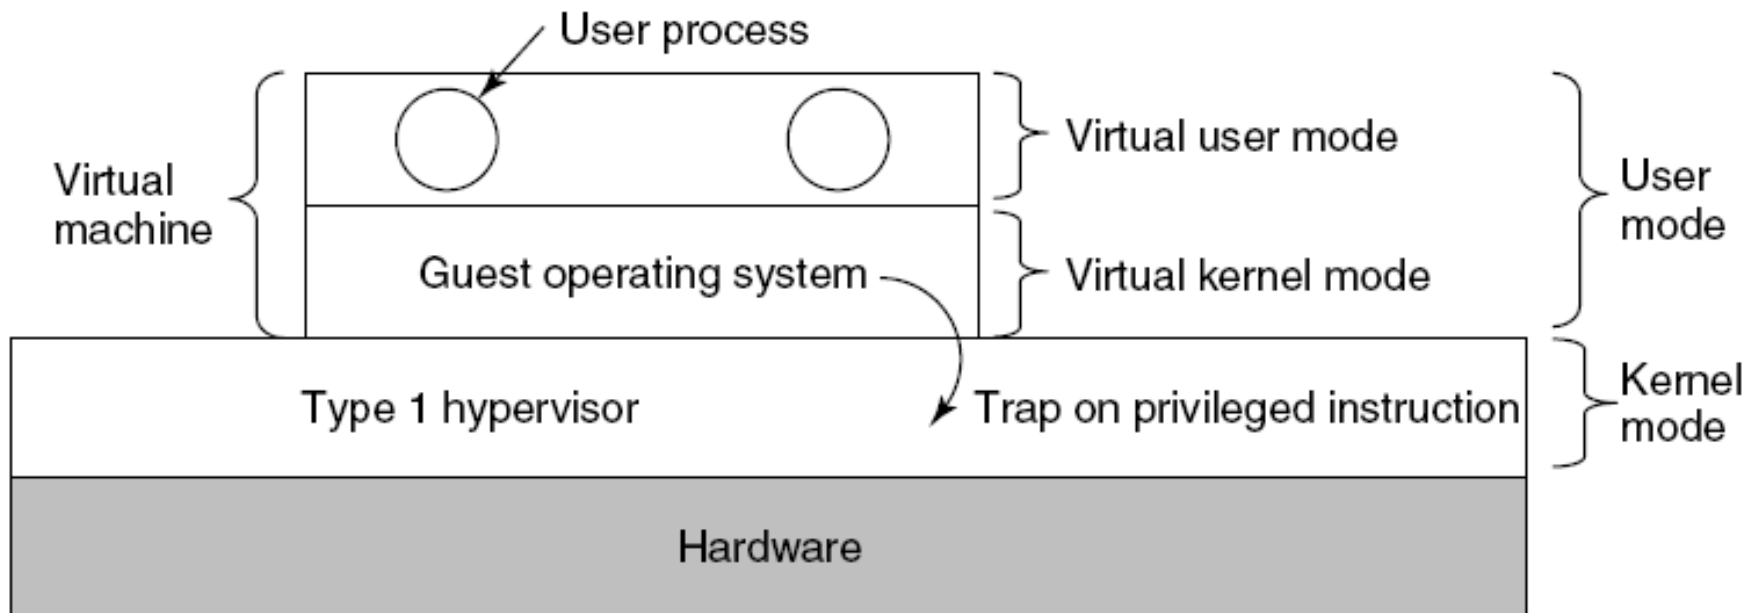 User process
Virtual user mode
Virtual
machine
User
mode
Guest operating system
Virtual kernel mode
Type 1 hypervisor
Trap on privileged instruction
Kernel
mode
Hardware